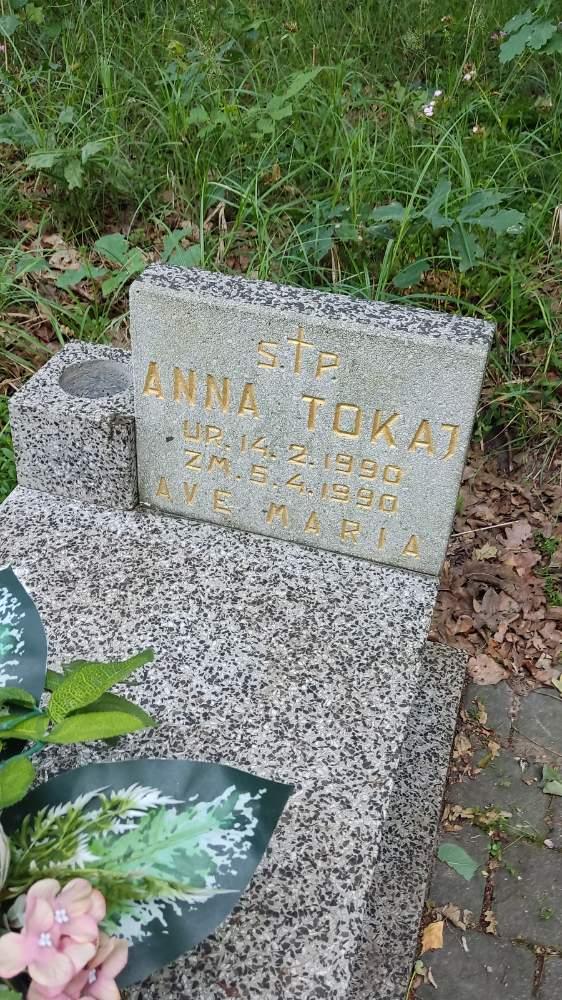 Ś.†P.
ANNA TOKAJ
UR. 14.2.1990
ZM. 5.4.1990
AVE MARIA